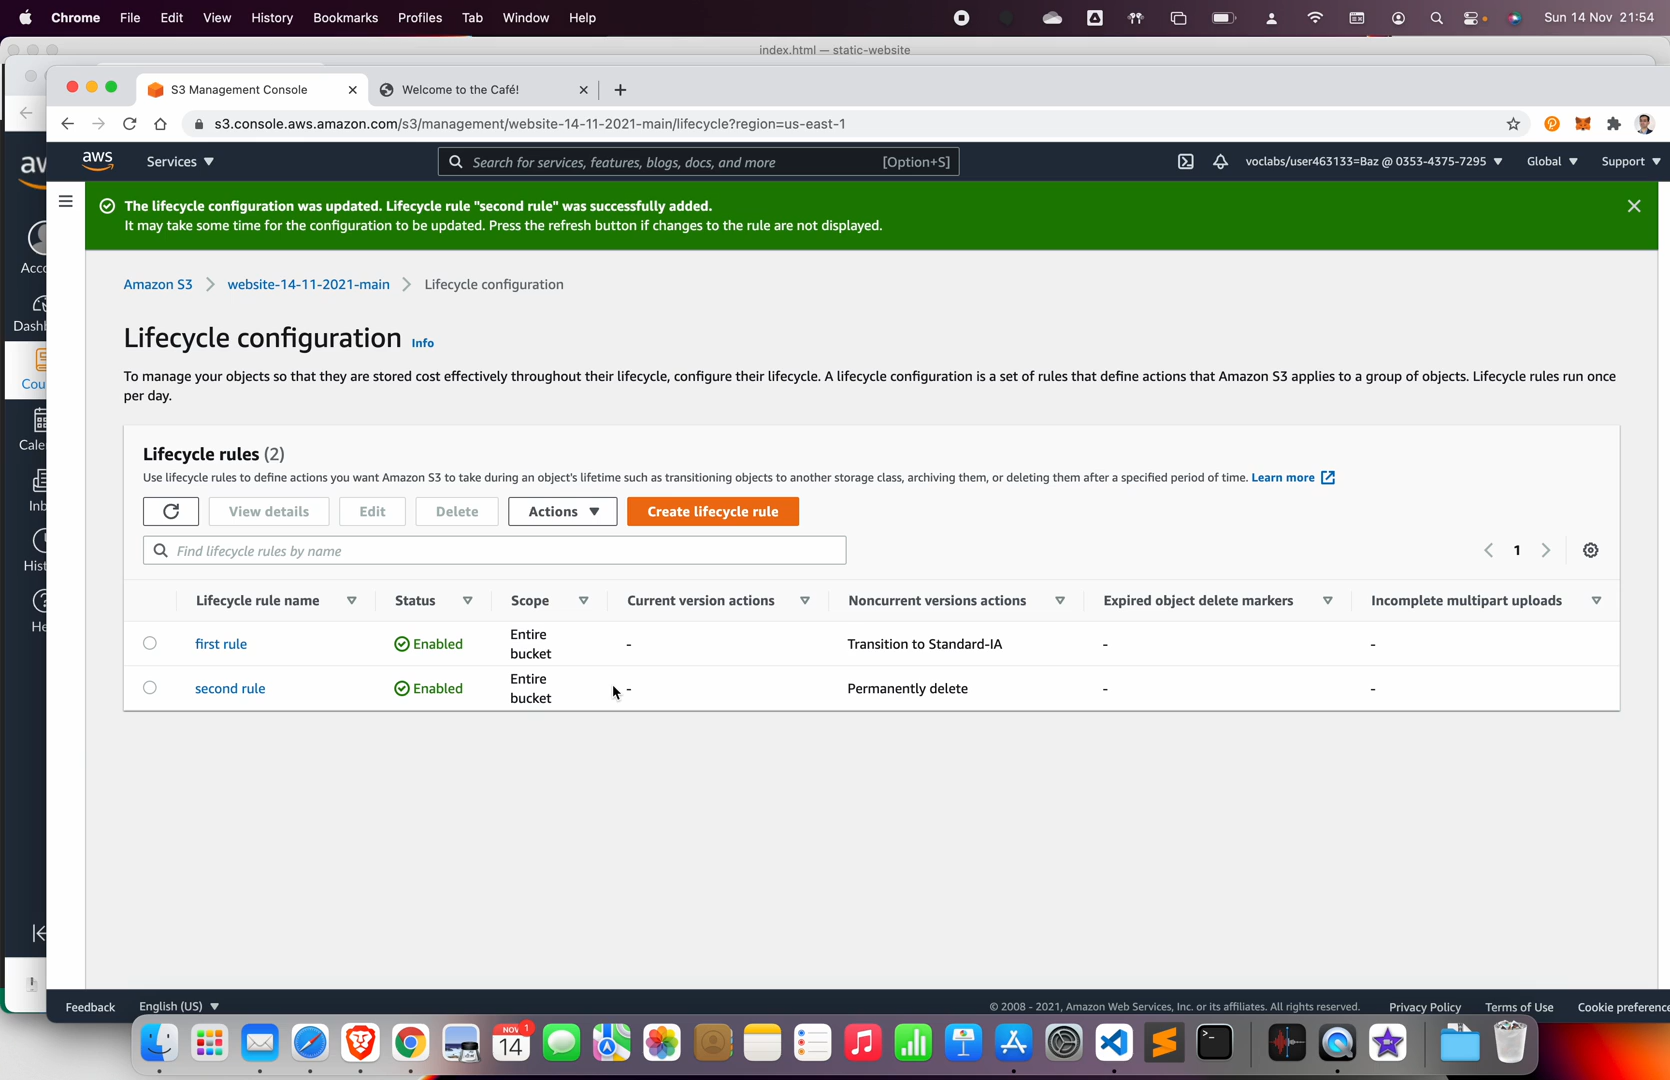 Chrome File Edit View History Bookmarks Profiles Tab Window Help Sun 14 Nov 21:54
index.html — static-website
S3 Management Console
Welcome to the Café!
s3.console.aws.amazon.com/s3/management/website-14-11-2021-main/lifecycle?region=us-east-1
aws Services Search for services, features, blogs, docs, and more [Option+S] voclabs/user463133=Baz @ 0353-4375-7295 Global Support
The lifecycle configuration was updated. Lifecycle rule "second rule" was successfully added.
It may take some time for the configuration to be updated. Press the refresh button if changes to the rule are not displayed.
Amazon S3 website-14-11-2021-main Lifecycle configuration
Lifecycle configuration Info
To manage your objects so that they are stored cost effectively throughout their lifecycle, configure their lifecycle. A lifecycle configuration is a set of rules that define actions that Amazon S3 applies to a group of objects. Lifecycle rules run once
per day.
Lifecycle rules (2)
Use lifecycle rules to define actions you want Amazon S3 to take during an object's lifetime such as transitioning objects to another storage class, archiving them, or deleting them after a specified period of time. Learn more
View details Edit Delete Actions Create lifecycle rule
Find lifecycle rules by name
1
Lifecycle rule name Status Scope Current version actions Noncurrent versions actions Expired object delete markers Incomplete multipart uploads
first rule Enabled Entire bucket - Transition to Standard-IA - -
second rule Enabled Entire bucket - Permanently delete - -
Feedback English (US) © 2008 - 2021, Amazon Web Services, Inc. or its affiliates. All rights reserved. Privacy Policy Terms of Use Cookie preference
NOV 1
14